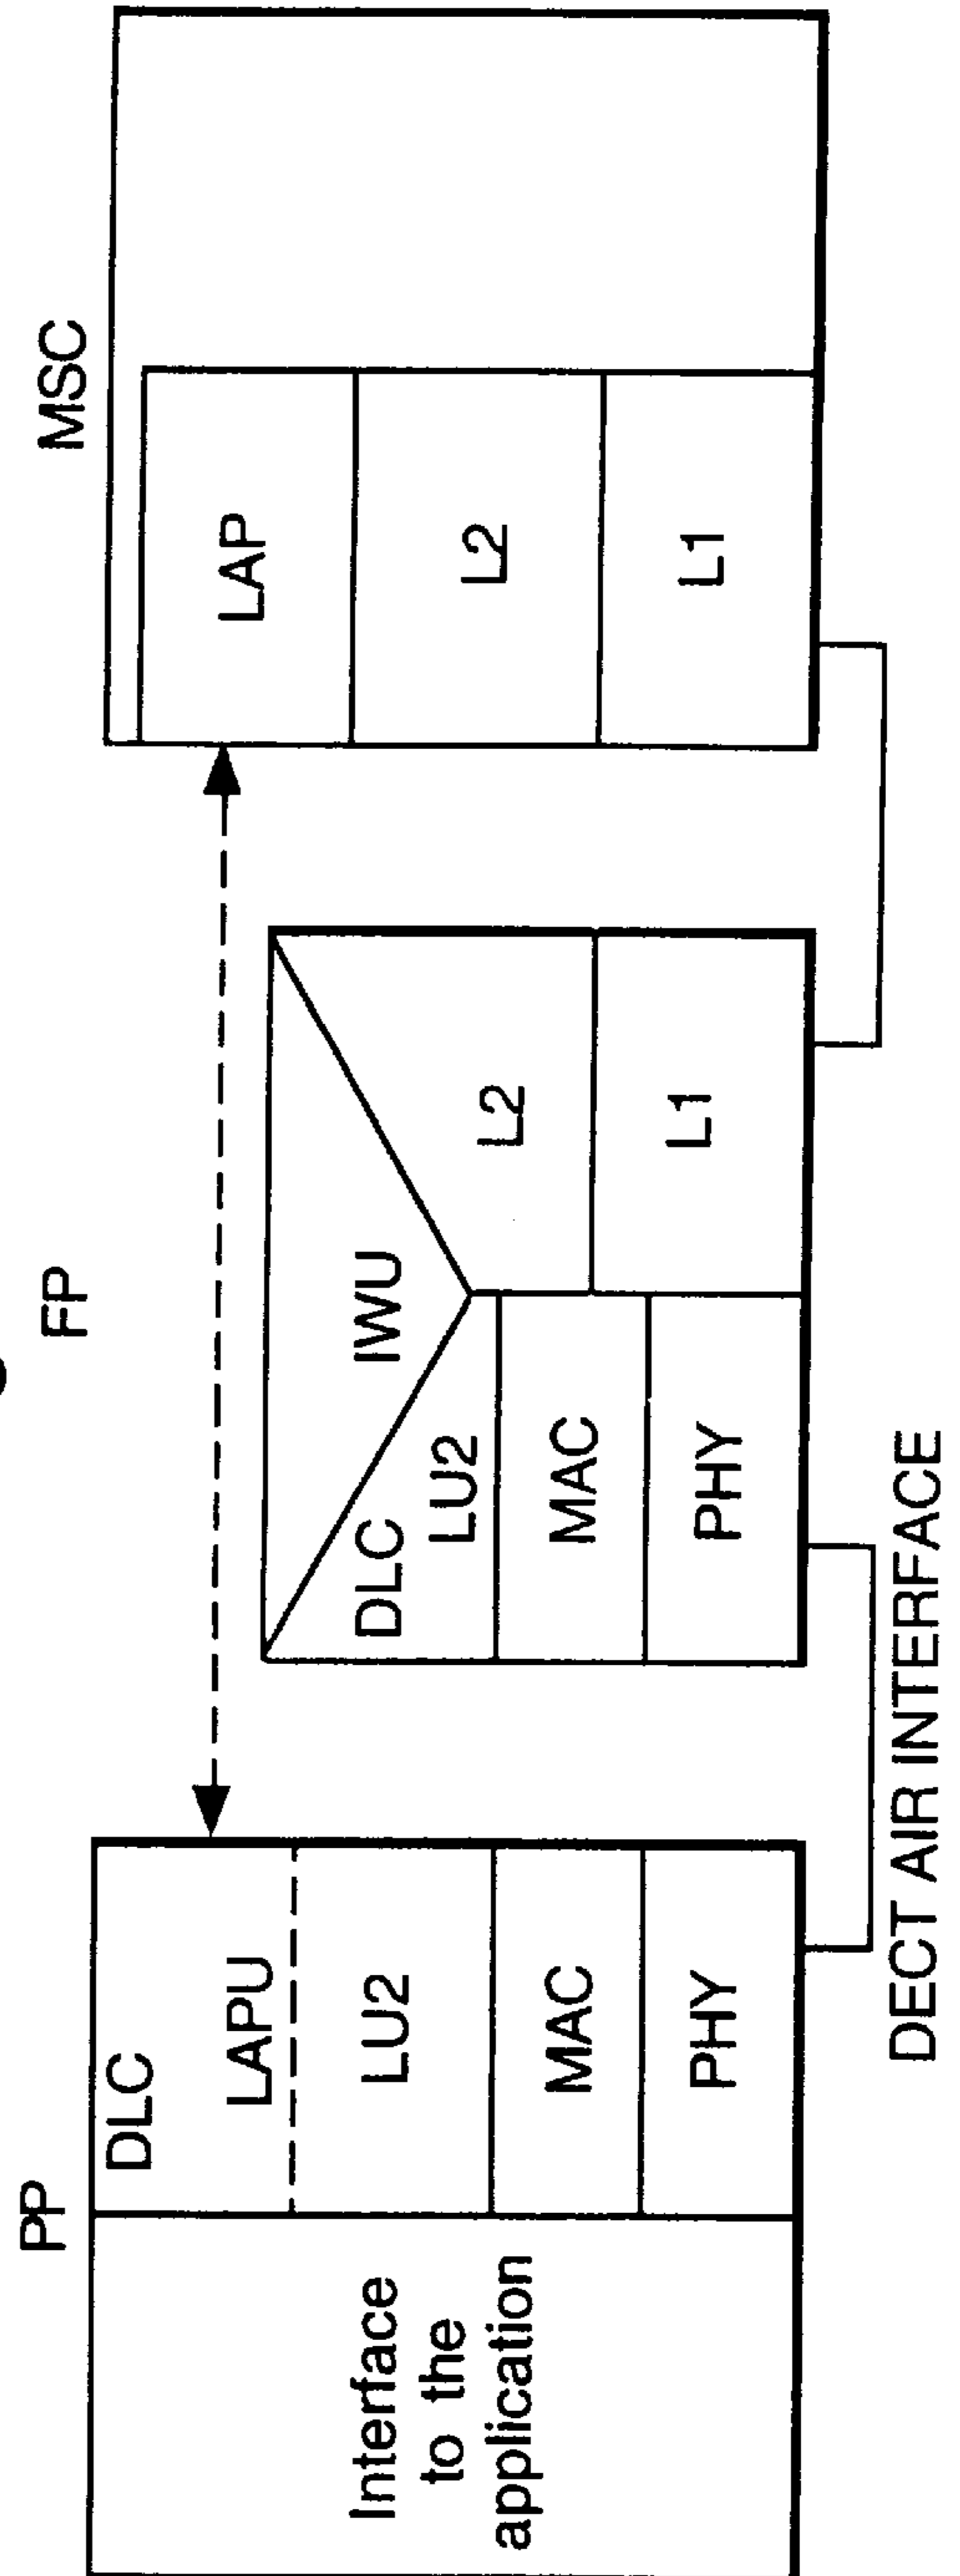 PP
FP
MSC
Interface
to the
application
DLC
LAPU
LU2
MAC
PHY
DLC
LU2
MAC
PHY
IWU
L2
L1
LAP
L2
L1
DECT AIR INTERFACE